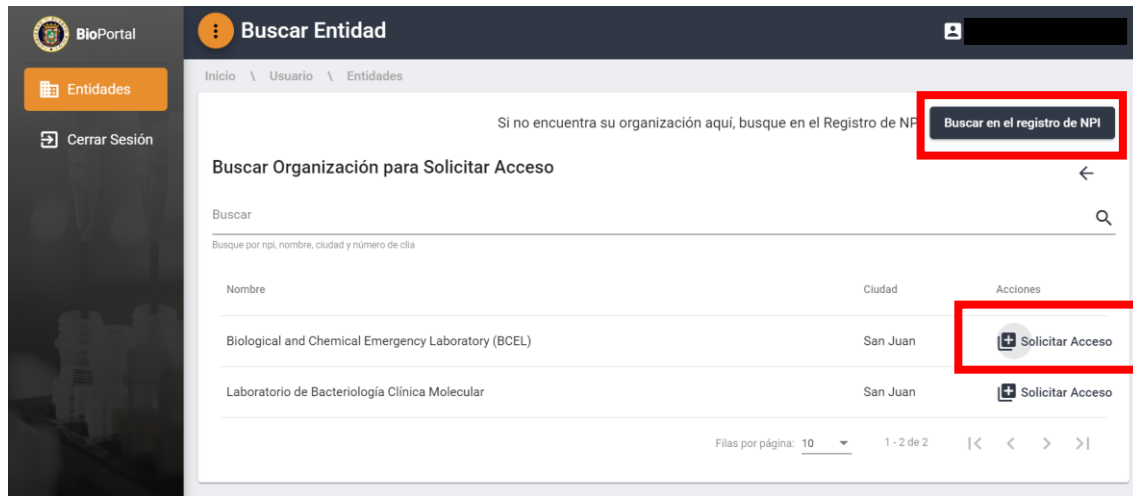 BioPortal
Buscar Entidad
Entidades
Cerrar Sesión
Inicio \ Usuario \ Entidades
Si no encuentra su organización aquí, busque en el Registro de NP
Buscar en el registro de NPI
Buscar Organización para Solicitar Acceso
Buscar
Busque por npi, nombre, ciudad y número de clia
Nombre Ciudad Acciones
Biological and Chemical Emergency Laboratory (BCEL) San Juan Solicitar Acceso
Laboratorio de Bacteriología Clínica Molecular San Juan Solicitar Acceso
Filas por página: 10 1 - 2 de 2